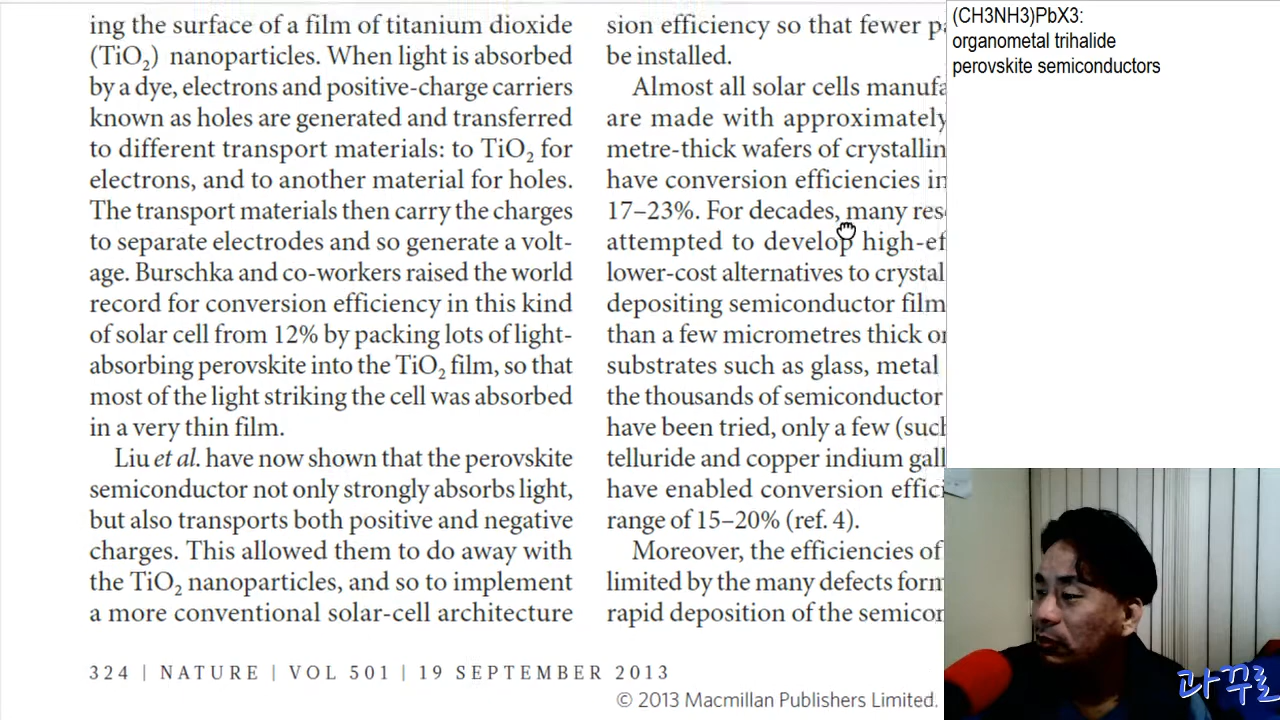 ing the surface of a film of titanium dioxide
(TiO₂) nanoparticles. When light is absorbed
by a dye, electrons and positive-charge carriers
known as holes are generated and transferred
to different transport materials: to TiO₂ for
electrons, and to another material for holes.
The transport materials then carry the charges
to separate electrodes and so generate a volt-
age. Burschka and co-workers raised the world
record for conversion efficiency in this kind
of solar cell from 12% by packing lots of light-
absorbing perovskite into the TiO₂ film, so that
most of the light striking the cell was absorbed
in a very thin film.
Liu et al. have now shown that the perovskite
semiconductor not only strongly absorbs light,
but also transports both positive and negative
charges. This allowed them to do away with
the TiO₂ nanoparticles, and so to implement
a more conventional solar-cell architecture
324 | NATURE | VOL 501 | 19 SEPTEMBER 2013
sion efficiency so that fewer pa
be installed.
Almost all solar cells manufa
are made with approximately
metre-thick wafers of crystallin
have conversion efficiencies in
17–23%. For decades, many res
attempted to develop high-ef
lower-cost alternatives to crystal
depositing semiconductor film
than a few micrometres thick on
substrates such as glass, metal
the thousands of semiconductor
have been tried, only a few (such
telluride and copper indium gall
have enabled conversion effici
range of 15–20% (ref. 4).
Moreover, the efficiencies of
limited by the many defects form
rapid deposition of the semicon
© 2013 Macmillan Publishers Limited.
(CH3NH3)PbX3:
organometal trihalide
perovskite semiconductors
과꾸로